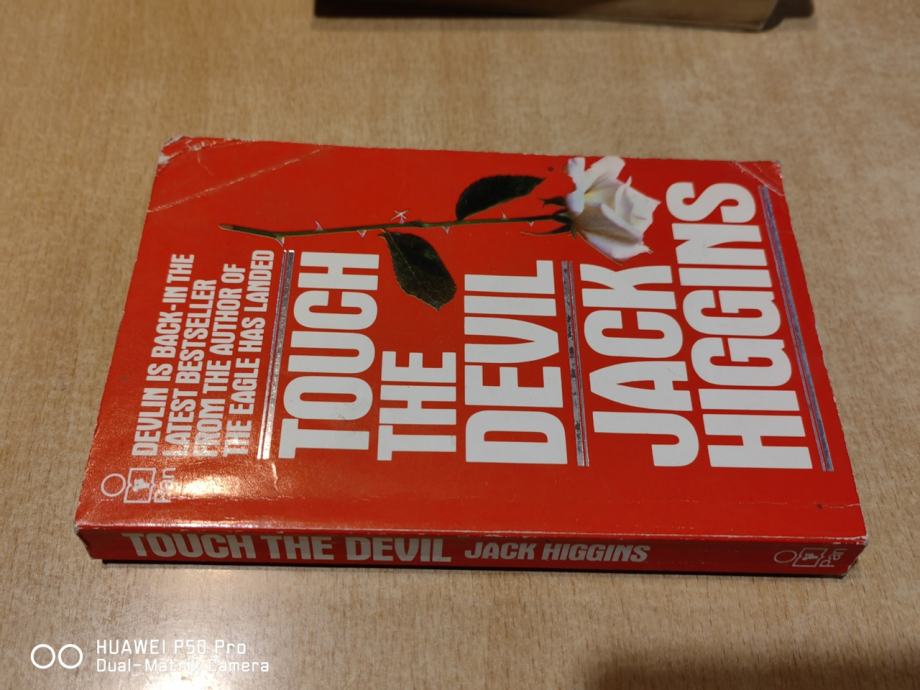 DEVLIN IS BACK-IN THE
LATEST BESTSELLER
FROM THE AUTHOR OF
THE EAGLE HAS LANDED
TOUCH
THE
DEVIL
JACK
HIGGINS
Pan
TOUCH THE DEVIL JACK HIGGINS
Pan
HUAWEI P50 Pro
Dual-Matrix Camera